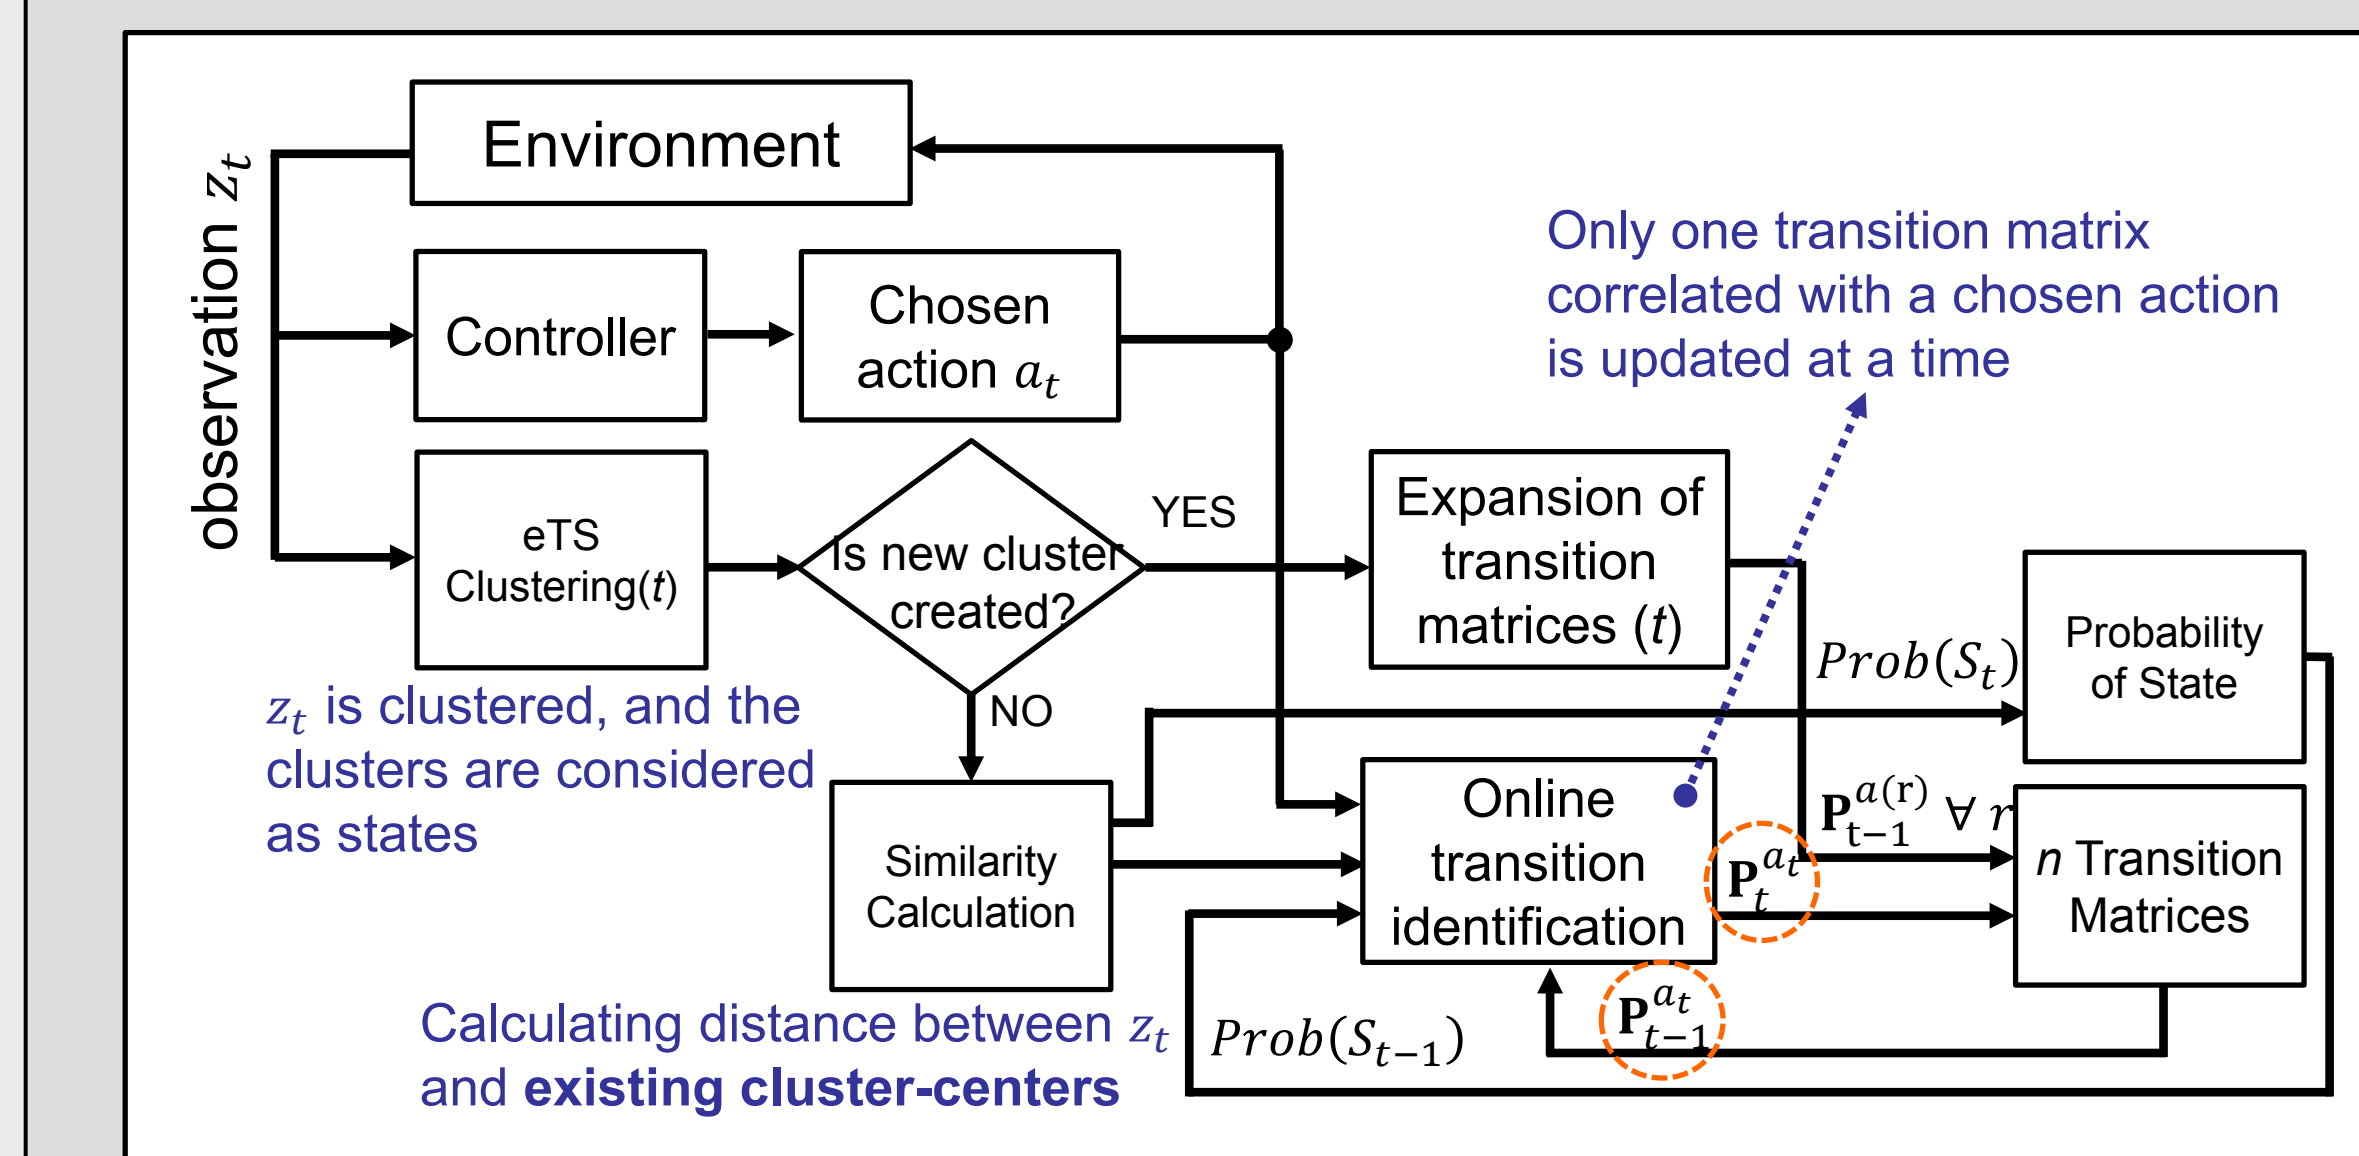 observation z_t
Environment
Controller
Chosen
action a_t
Only one transition matrix
correlated with a chosen action
is updated at a time
eTS
Clustering(t)
Is new cluster
created?
YES
NO
Expansion of
transition
matrices (t)
Prob(S_t)
Probability
of State
z_t is clustered, and the
clusters are considered
as states
Similarity
Calculation
Online
transition
identification
P_{t-1}^{a(r)} ∀ r
P_t^{a_t}
n Transition
Matrices
P_{t-1}^{a_t}
Prob(S_{t-1})
Calculating distance between z_t
and existing cluster-centers